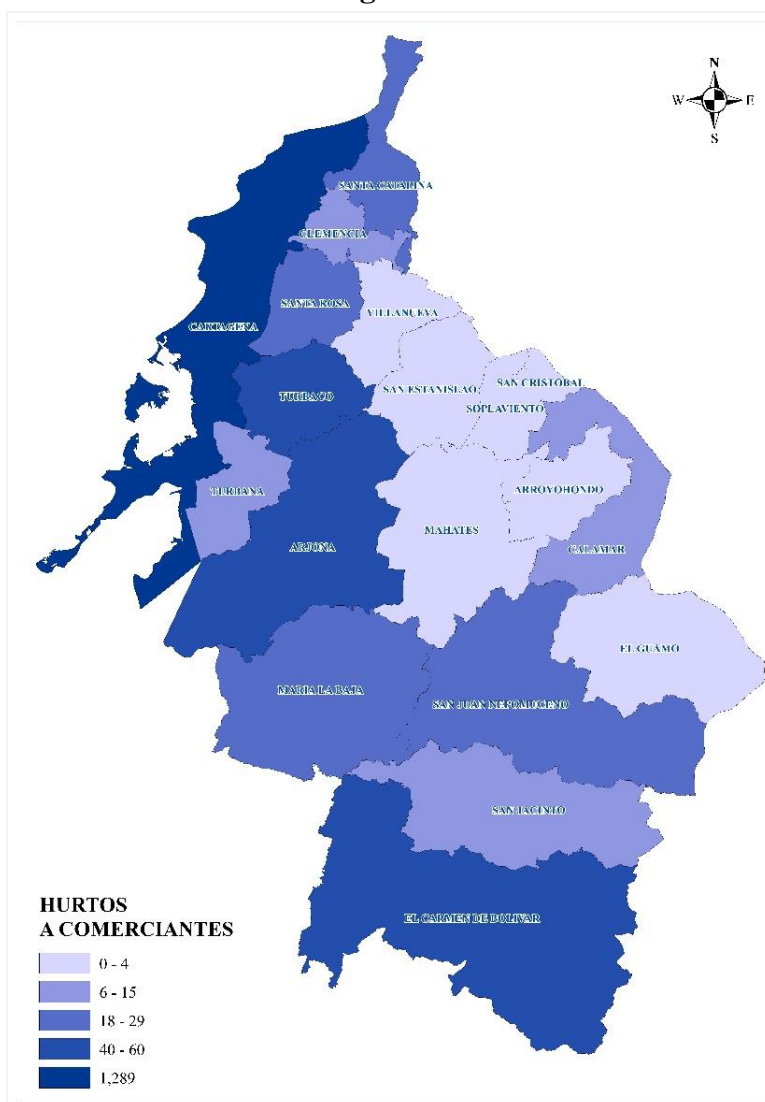 N
W E
S
SANTA CATALINA
CLEMENCIA
SANTA ROSA
VILLANUEVA
CARTAGENA
SAN CRISTOBAL
TURBACO
SAN ESTANISLAO
SOPLAVIENTO
TURBANA
ARROYOHONDO
MAHATES
ARJONA
CALAMAR
EL GUAMO
MARIA LA BAJA
SAN JUAN NEPOMUCENO
SAN JACINTO
EL CARMEN DE BOLIVAR
HURTOS
A COMERCIANTES
0 - 4
6 - 15
18 - 29
40 - 60
1,289